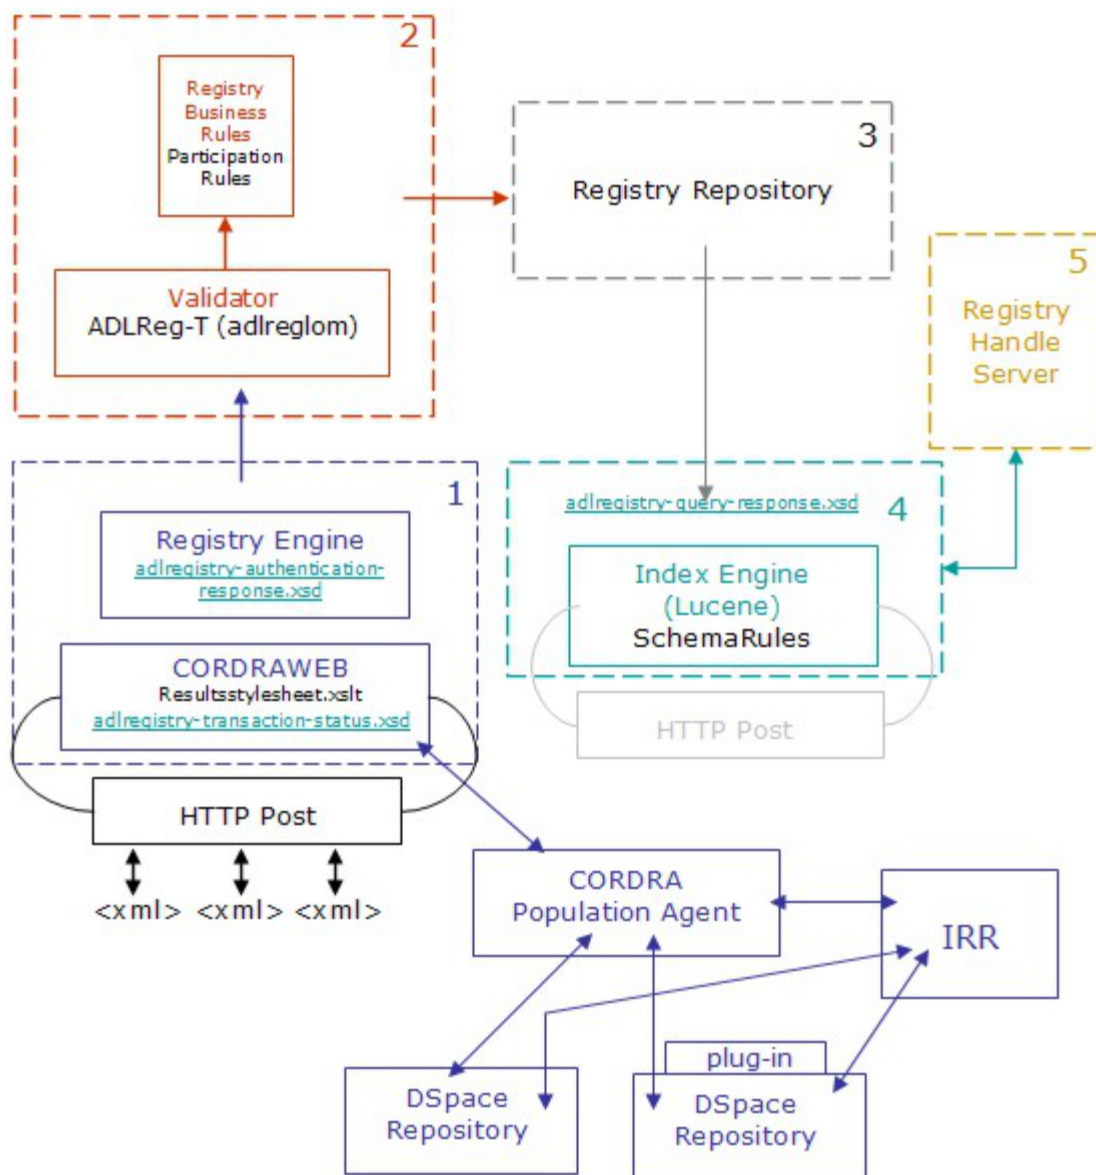 2
Registry
Business
Rules
Participation
Rules
Validator
ADLReg-T (adlreglom)
3
Registry Repository
5
Registry
Handle
Server
1
Registry Engine
adlregistry-authentication-
response.xsd
CORDRAWEB
Resultsstylesheet.xslt
adlregistry-transaction-status.xsd
HTTP Post
<xml> <xml> <xml>
adlregistry-query-response.xsd
4
Index Engine
(Lucene)
SchemaRules
HTTP Post
CORDRA
Population Agent
IRR
DSpace
Repository
plug-in
DSpace
Repository